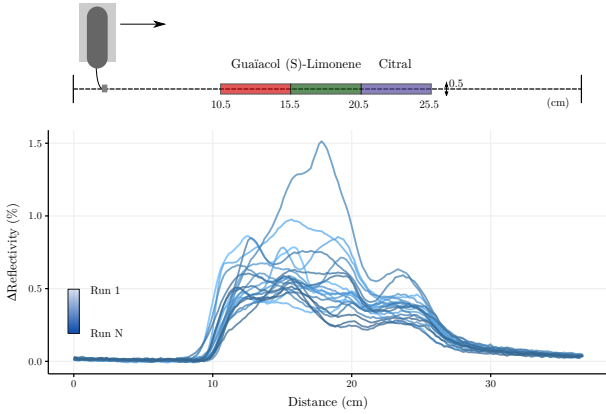 Guaïacol (S)-Limonene Citral
0.5
10.5 15.5 20.5 25.5 (cm)
1.5
1.0
0.5
0.0
ΔReflectivity (%)
Run 1
Run N
0 10 20 30
Distance (cm)